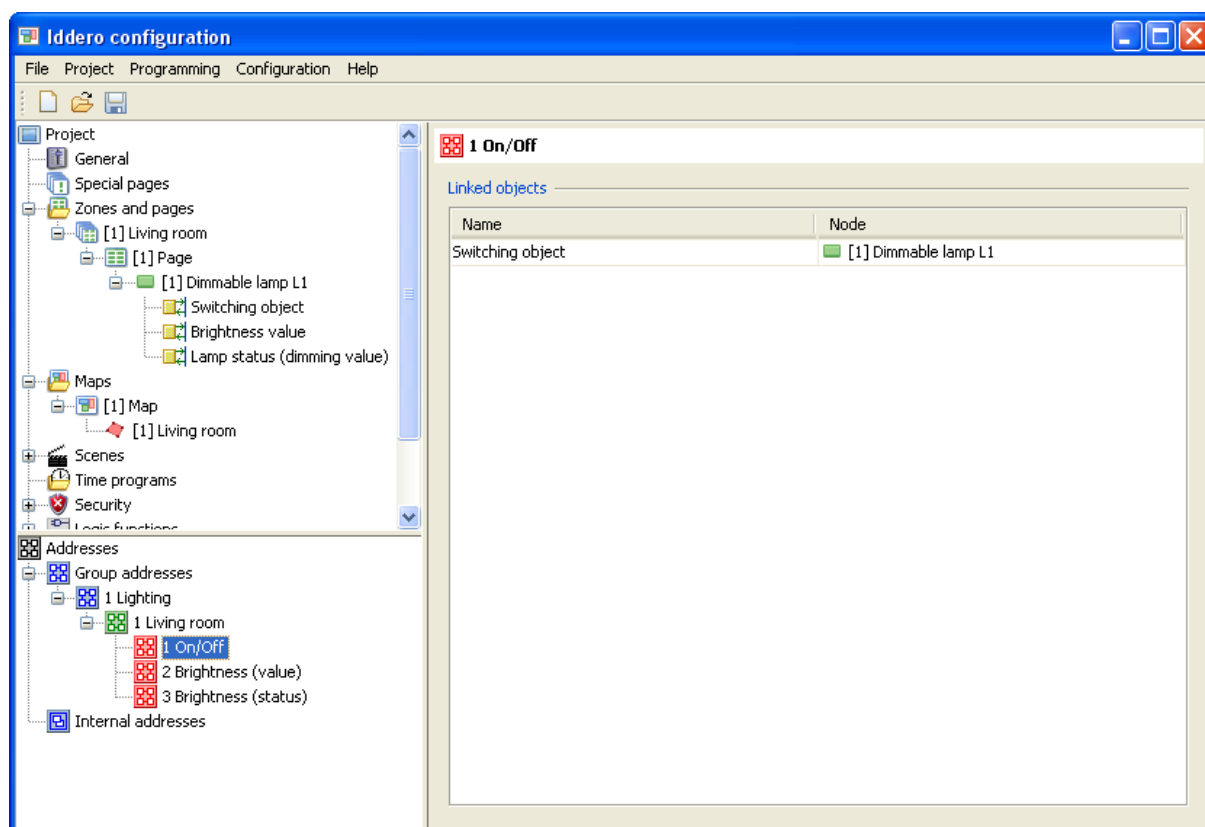 Iddero configuration
File Project Programming Configuration Help
Project
General
Special pages
Zones and pages
[1] Living room
[1] Page
[1] Dimmable lamp L1
Switching object
Brightness value
Lamp status (dimming value)
Maps
[1] Map
[1] Living room
Scenes
Time programs
Security
Logic functions
Addresses
Group addresses
1 Lighting
1 Living room
1 On/Off
2 Brightness (value)
3 Brightness (status)
Internal addresses
1 On/Off
Linked objects
Name Node
Switching object [1] Dimmable lamp L1